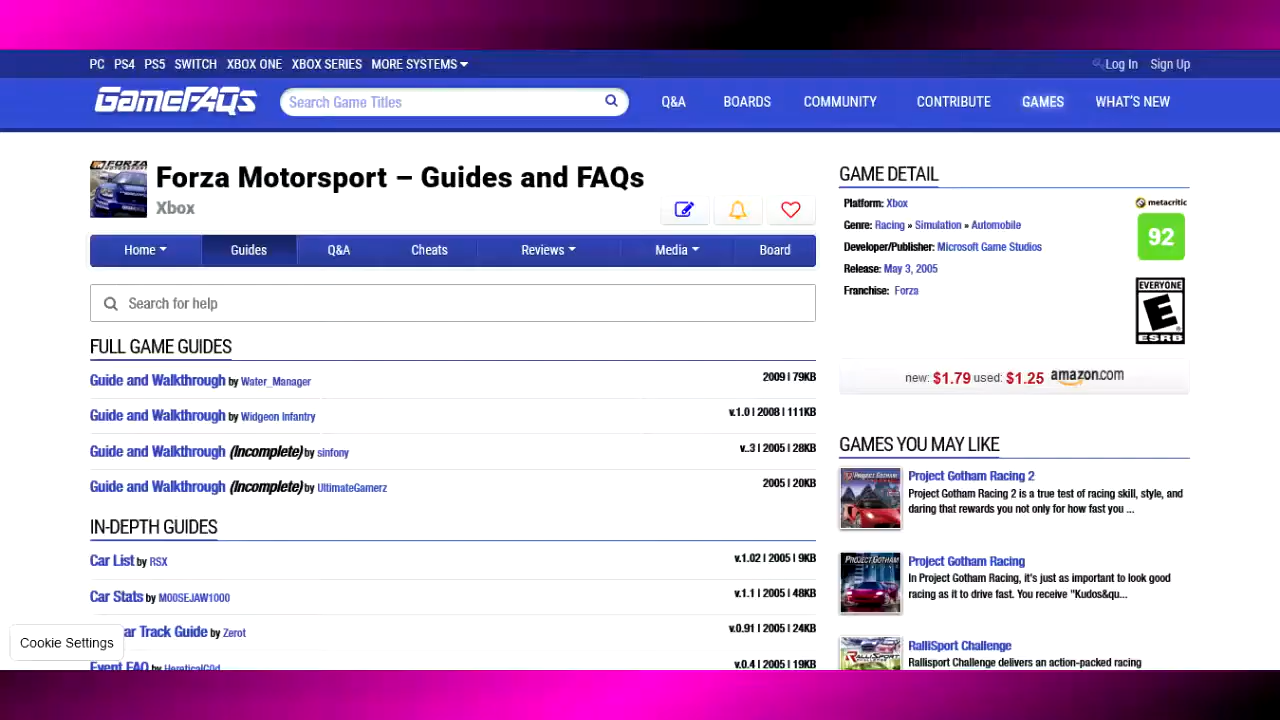 PC PS4 PS5 SWITCH XBOX ONE XBOX SERIES MORE SYSTEMS
Log In Sign Up
GameFAQs
Search Game Titles
Q&A BOARDS COMMUNITY CONTRIBUTE GAMES WHAT'S NEW
Forza Motorsport – Guides and FAQs
Xbox
Home Guides Q&A Cheats Reviews Media Board
Search for help
FULL GAME GUIDES
Guide and Walkthrough by Water_Manager 2009 | 79KB
Guide and Walkthrough by Widgeon Infantry v.1.0 | 2008 | 111KB
Guide and Walkthrough (Incomplete) by sinfony v..3 | 2005 | 28KB
Guide and Walkthrough (Incomplete) by UltimateGamerz 2005 | 20KB
IN-DEPTH GUIDES
Car List by RSX v.1.02 | 2005 | 9KB
Car Stats by M00SEJAW1000 v.1.1 | 2005 | 48KB
ar Track Guide by Zerot v.0.91 | 2005 | 24KB
Cookie Settings
Event FAQ by HereticalG0d v.0.4 | 2005 | 19KB
GAME DETAIL
Platform: Xbox
Genre: Racing » Simulation » Automobile
Developer/Publisher: Microsoft Game Studios
Release: May 3, 2005
Franchise: Forza
metacritic
92
EVERYONE
E
ESRB
new: $1.79 used: $1.25 amazon.com
GAMES YOU MAY LIKE
Project Gotham Racing 2
Project Gotham Racing 2 is a true test of racing skill, style, and
daring that rewards you not only for how fast you ...
Project Gotham Racing
In Project Gotham Racing, it's just as important to look good
racing as it to drive fast. You receive "Kudos&qu...
RalliSport Challenge
Rallisport Challenge delivers an action-packed racing